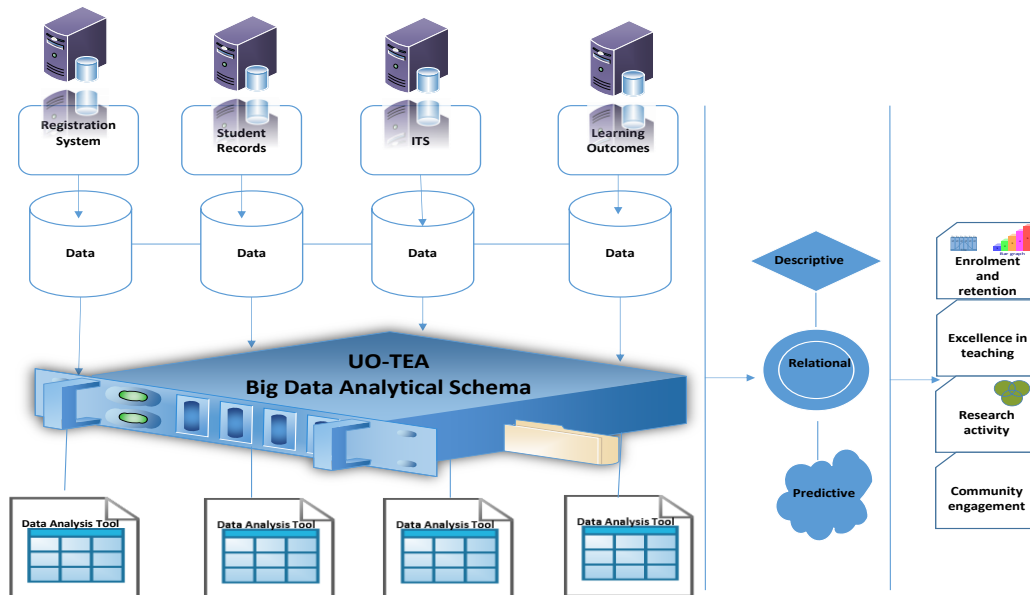 Registration
System
Student
Records
ITS
Learning
Outcomes
Data
Data
Data
Data
UO-TEA
Big Data Analytical Schema
Data Analysis Tool
Data Analysis Tool
Data Analysis Tool
Data Analysis Tool
Descriptive
Relational
Predictive
Bar graph
Enrolment
and
retention
Excellence in
teaching
Research
activity
Community
engagement